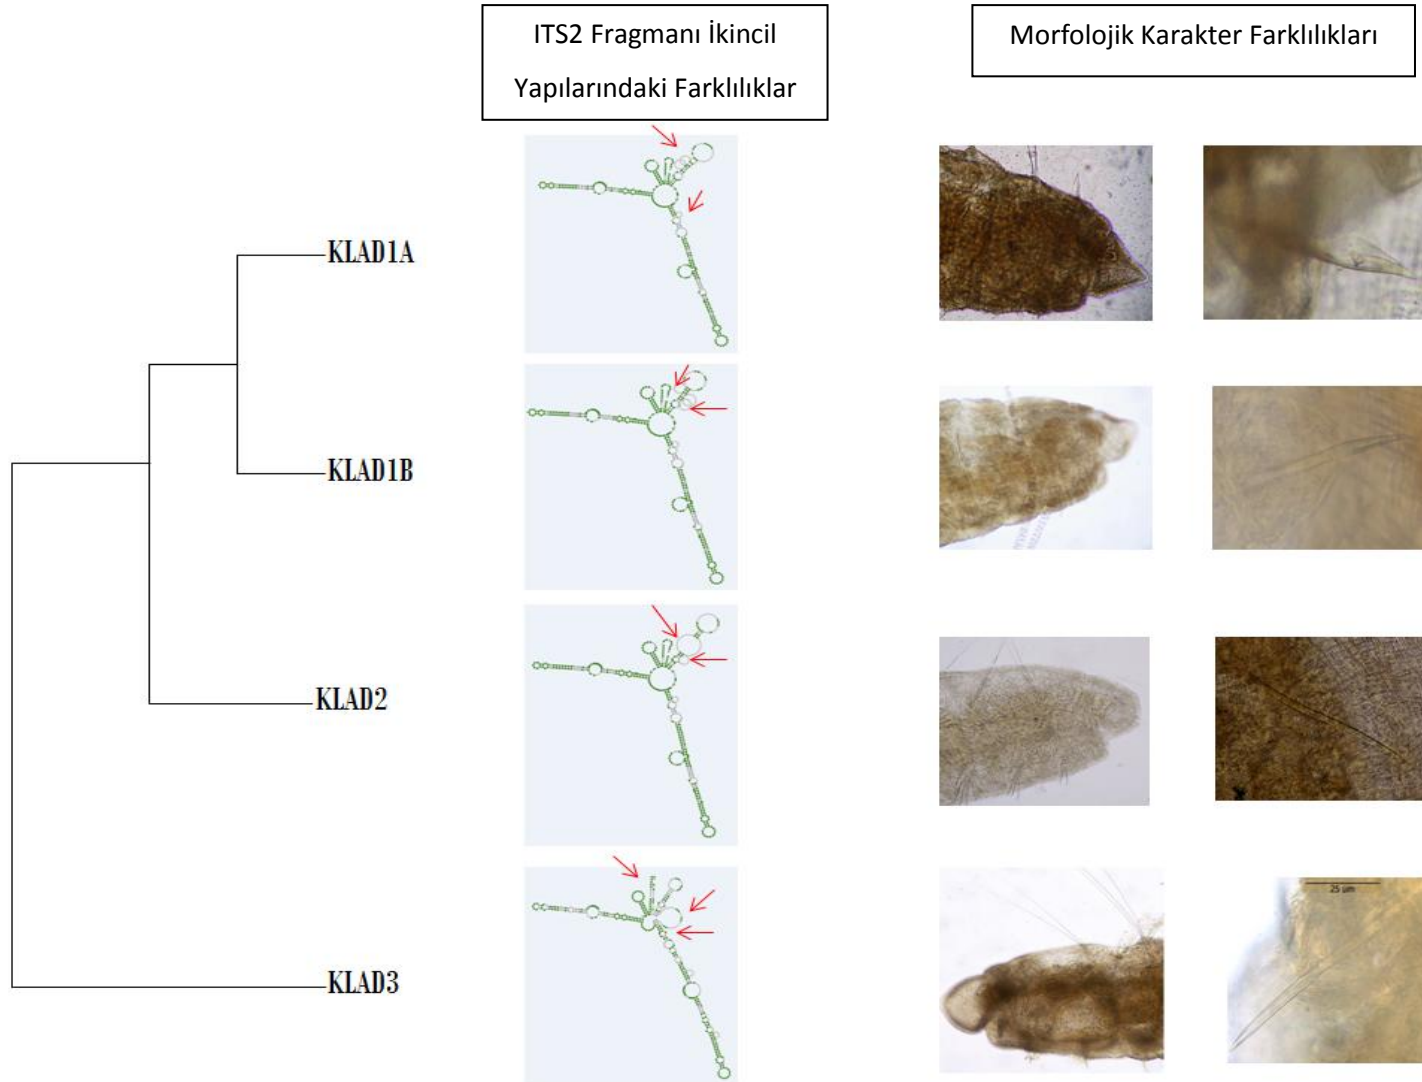 ITS2 Fragmanı İkincil
Yapılarındaki Farklılıklar
Morfolojik Karakter Farklılıkları
KLAD1A
KLAD1B
KLAD2
KLAD3
25 µm